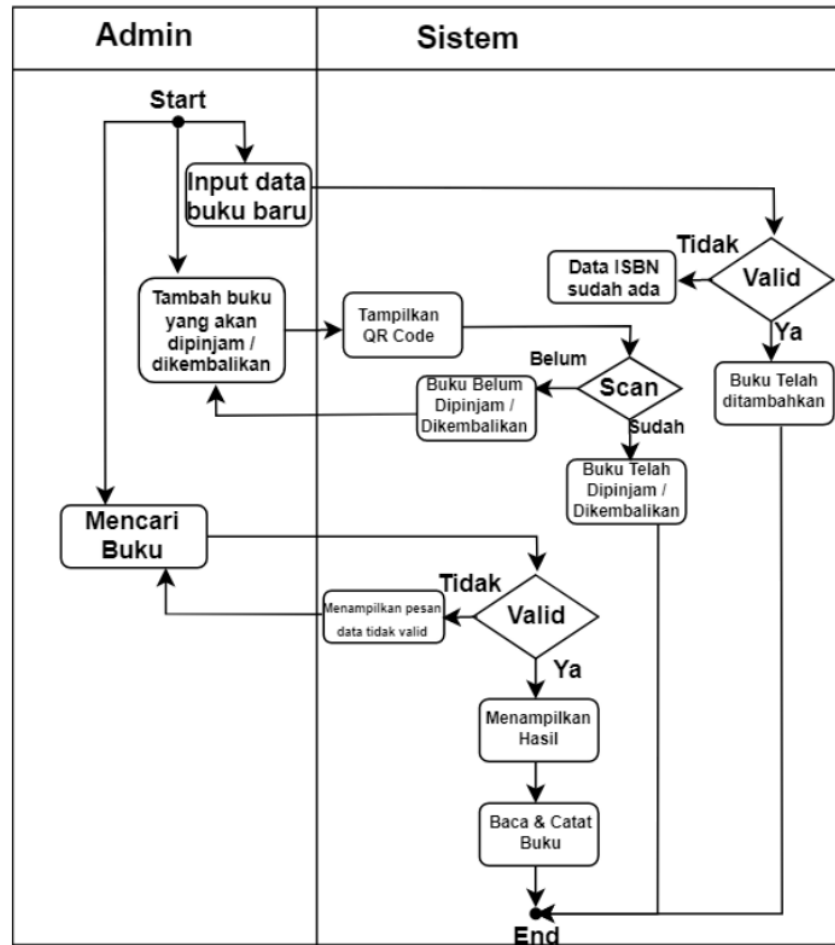 Admin
Sistem
Start
Input data
buku baru
Tidak
Valid
Data ISBN
sudah ada
Ya
Tambah buku
yang akan
dipinjam /
dikembalikan
Tampilkan
QR Code
Belum
Scan
Buku Belum
Dipinjam /
Dikembalikan
Buku Telah
ditambahkan
Sudah
Buku Telah
Dipinjam /
Dikembalikan
Mencari
Buku
Tidak
Valid
Menampilkan pesan
data tidak valid
Ya
Menampilkan
Hasil
Baca & Catat
Buku
End